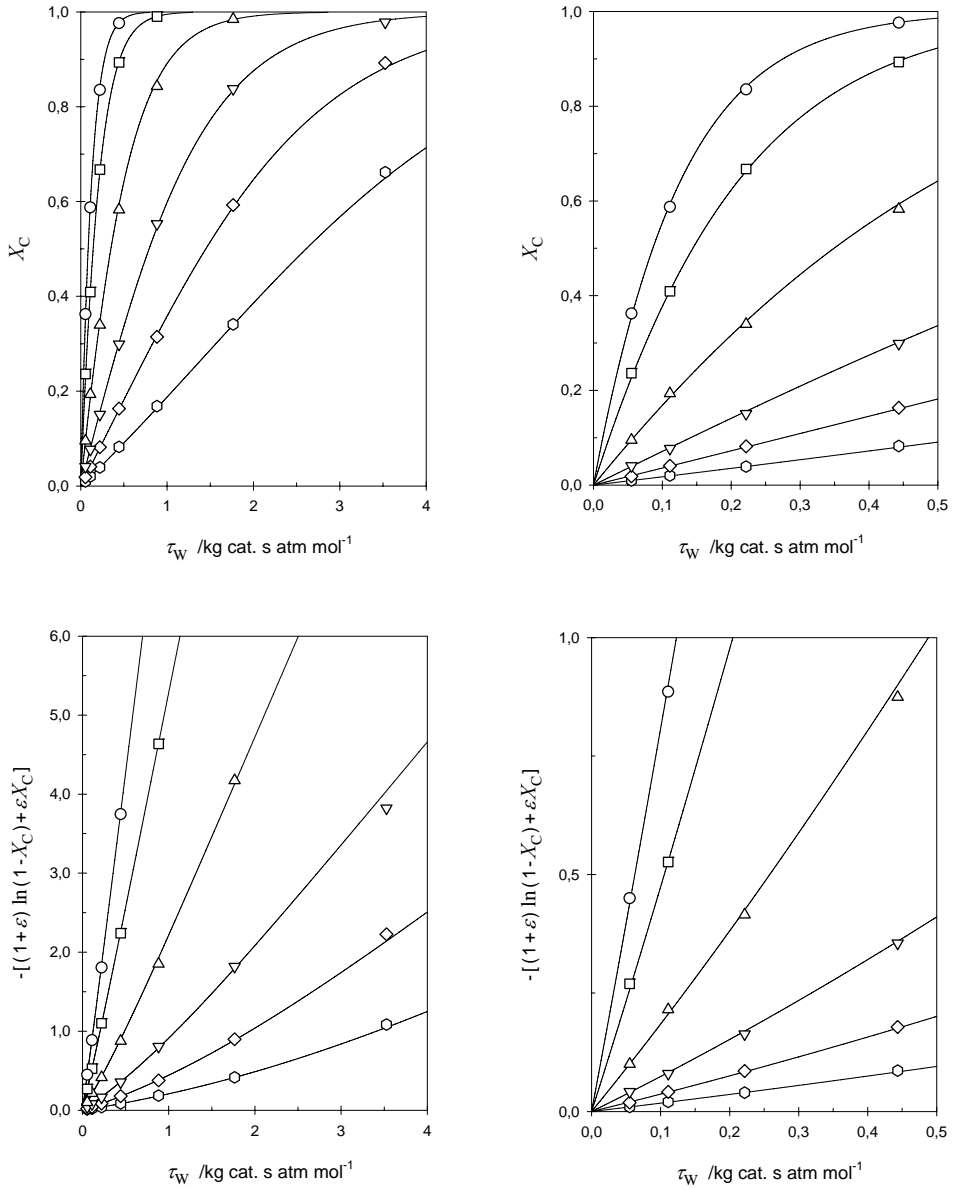 1,0
0,8
0,6
0,4
0,2
0,0
X_C
0 1 2 3 4
τ_W /kg cat. s atm mol⁻¹
1,0
0,8
0,6
0,4
0,2
0,0
X_C
0,0 0,1 0,2 0,3 0,4 0,5
τ_W /kg cat. s atm mol⁻¹
6,0
5,0
4,0
3,0
2,0
1,0
0,0
-[(1+ε) ln(1-X_C)+εX_C]
0 1 2 3 4
τ_W /kg cat. s atm mol⁻¹
1,0
0,5
0,0
-[(1+ε) ln(1-X_C)+εX_C]
0,0 0,1 0,2 0,3 0,4 0,5
τ_W /kg cat. s atm mol⁻¹